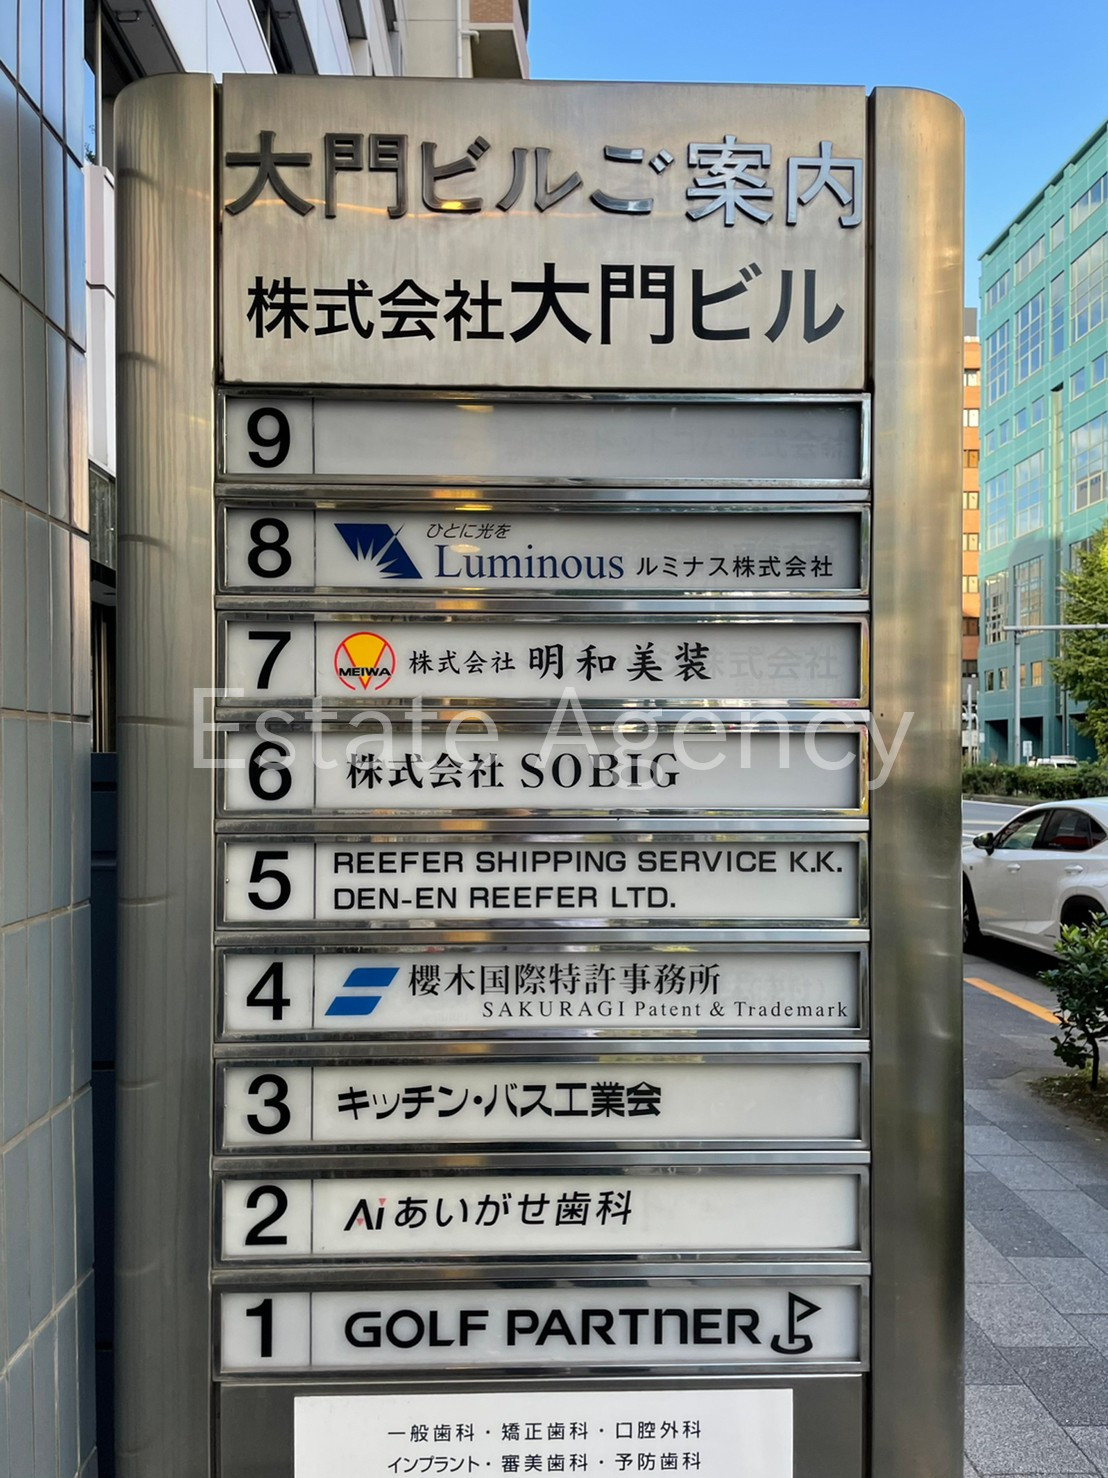 大門ビルご案内
株式会社大門ビル
9
8 ひとに光を
Luminous ルミナス株式会社
7 MEIWA 株式会社 明和美装
Estate Agency
6 株式会社 SOBIG
5 REEFER SHIPPING SERVICE K.K.
DEN-EN REEFER LTD.
4 櫻木国際特許事務所
SAKURAGI Patent & Trademark
3 キッチン・バス工業会
2 Ai あいがせ歯科
1 GOLF PARTNER
一般歯科・矯正歯科・口腔外科
インプラント・審美歯科・予防歯科